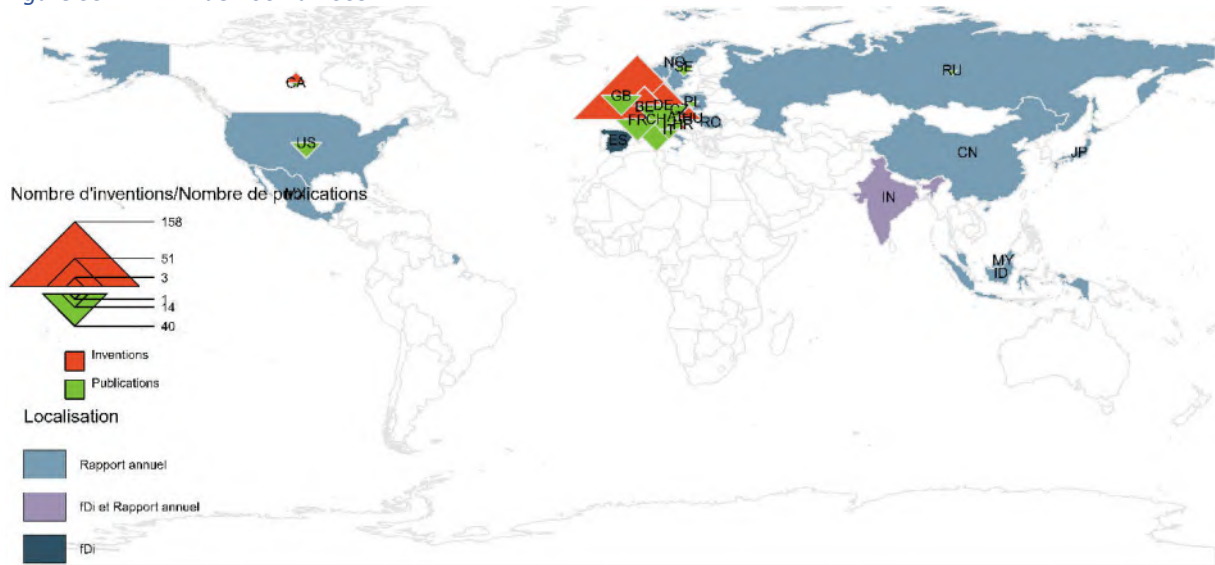 NO
SE
RU
CA
GB
PL
BE
DE
CZ
FR
CH
AT
HU
IT
HR
RO
US
ES
CN
JP
MX
Nombre d'inventions/Nombre de publications
IN
158
51
3
1
14
40
MY
ID
Inventions
Publications
Localisation
Rapport annuel
fDi et Rapport annuel
fDi